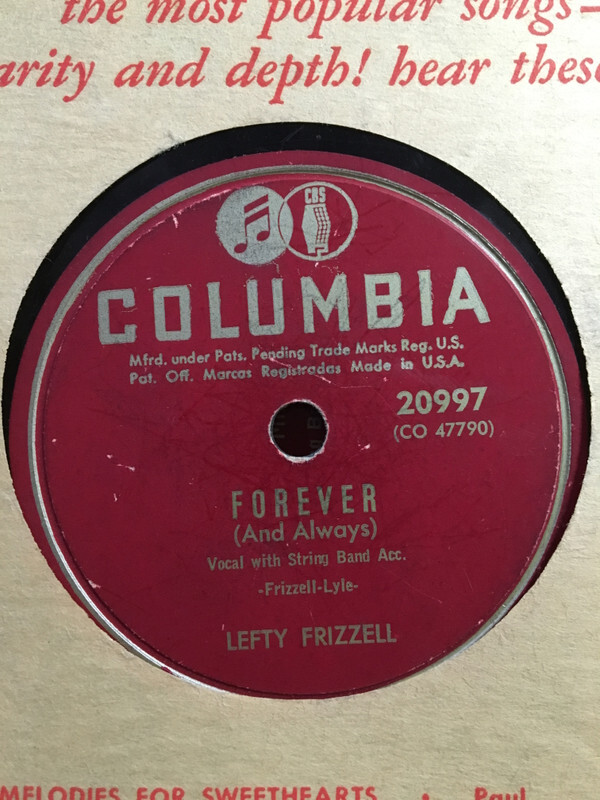 the most popular songs—
arity and depth! hear these
CBS
COLUMBIA
Mfrd. under Pats. Pending Trade Marks Reg. U.S.
Pat. Off. Marcas Registradas Made in U.S.A.
20997
(CO 47790)
FOREVER
(And Always)
Vocal with String Band Acc.
-Frizzell-Lyle-
LEFTY FRIZZELL
MELODIES FOR SWEETHEARTS • Paul